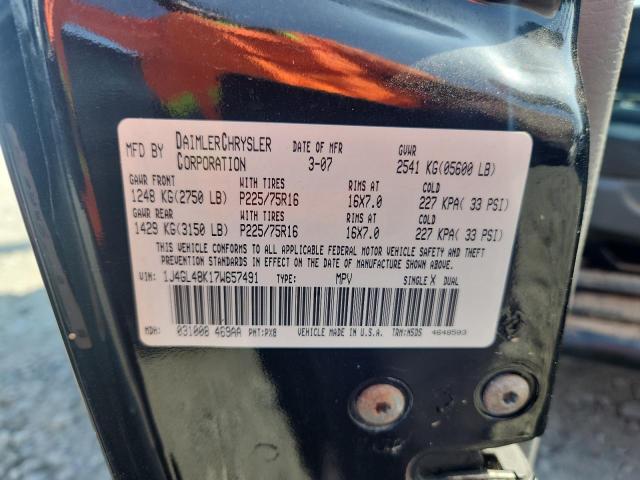 MFD BY DAIMLERCHRYSLER CORPORATION DATE OF MFR 3-07 GVWR 2541 KG(05600 LB)
GAWR FRONT WITH TIRES RIMS AT COLD
1248 KG(2750 LB) P225/75R16 16X7.0 227 KPA( 33 PSI)
GAWR REAR WITH TIRES RIMS AT COLD
1429 KG(3150 LB) P225/75R16 16X7.0 227 KPA( 33 PSI)
THIS VEHICLE CONFORMS TO ALL APPLICABLE FEDERAL MOTOR VEHICLE SAFETY AND THEFT
PREVENTION STANDARDS IN EFFECT ON THE DATE OF MANUFACTURE SHOWN ABOVE.
VIN: 1J4GL48K17W657491 TYPE: MPV SINGLE X DUAL
MDH: 031008 469AA PNT:PX8 VEHICLE MADE IN U.S.A. TRM:MSDS 4648503